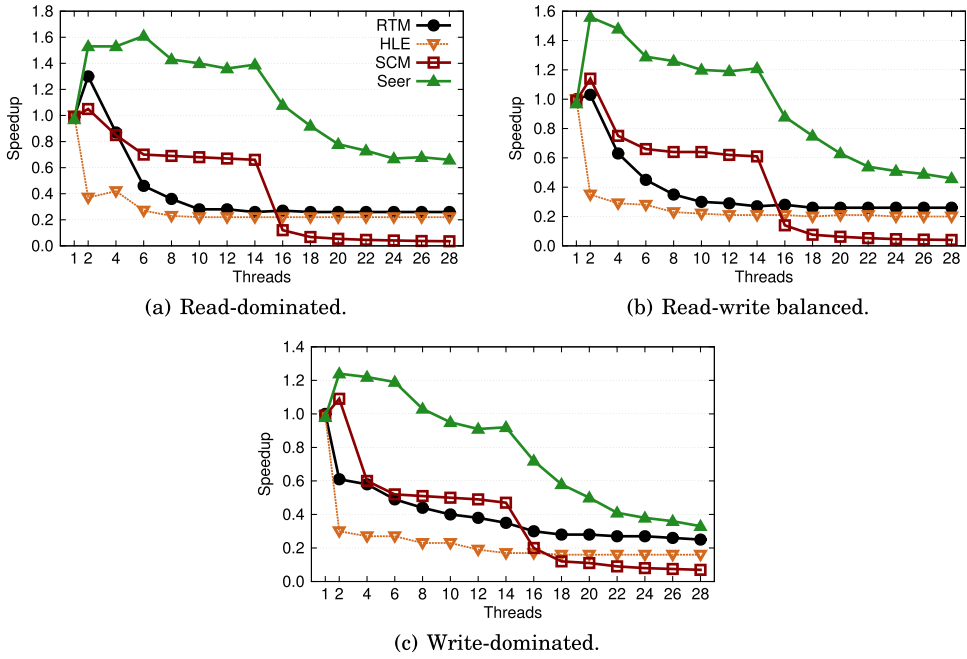 1.8
1.6
1.4
1.2
1.0
0.8
0.6
0.4
0.2
0.0
Speedup
RTM
HLE
SCM
Seer
1 2 4 6 8 10 12 14 16 18 20 22 24 26 28
Threads
(a) Read-dominated.
1.6
1.4
1.2
1.0
0.8
0.6
0.4
0.2
0.0
Speedup
1 2 4 6 8 10 12 14 16 18 20 22 24 26 28
Threads
(b) Read-write balanced.
1.4
1.2
1.0
0.8
0.6
0.4
0.2
0.0
Speedup
1 2 4 6 8 10 12 14 16 18 20 22 24 26 28
Threads
(c) Write-dominated.